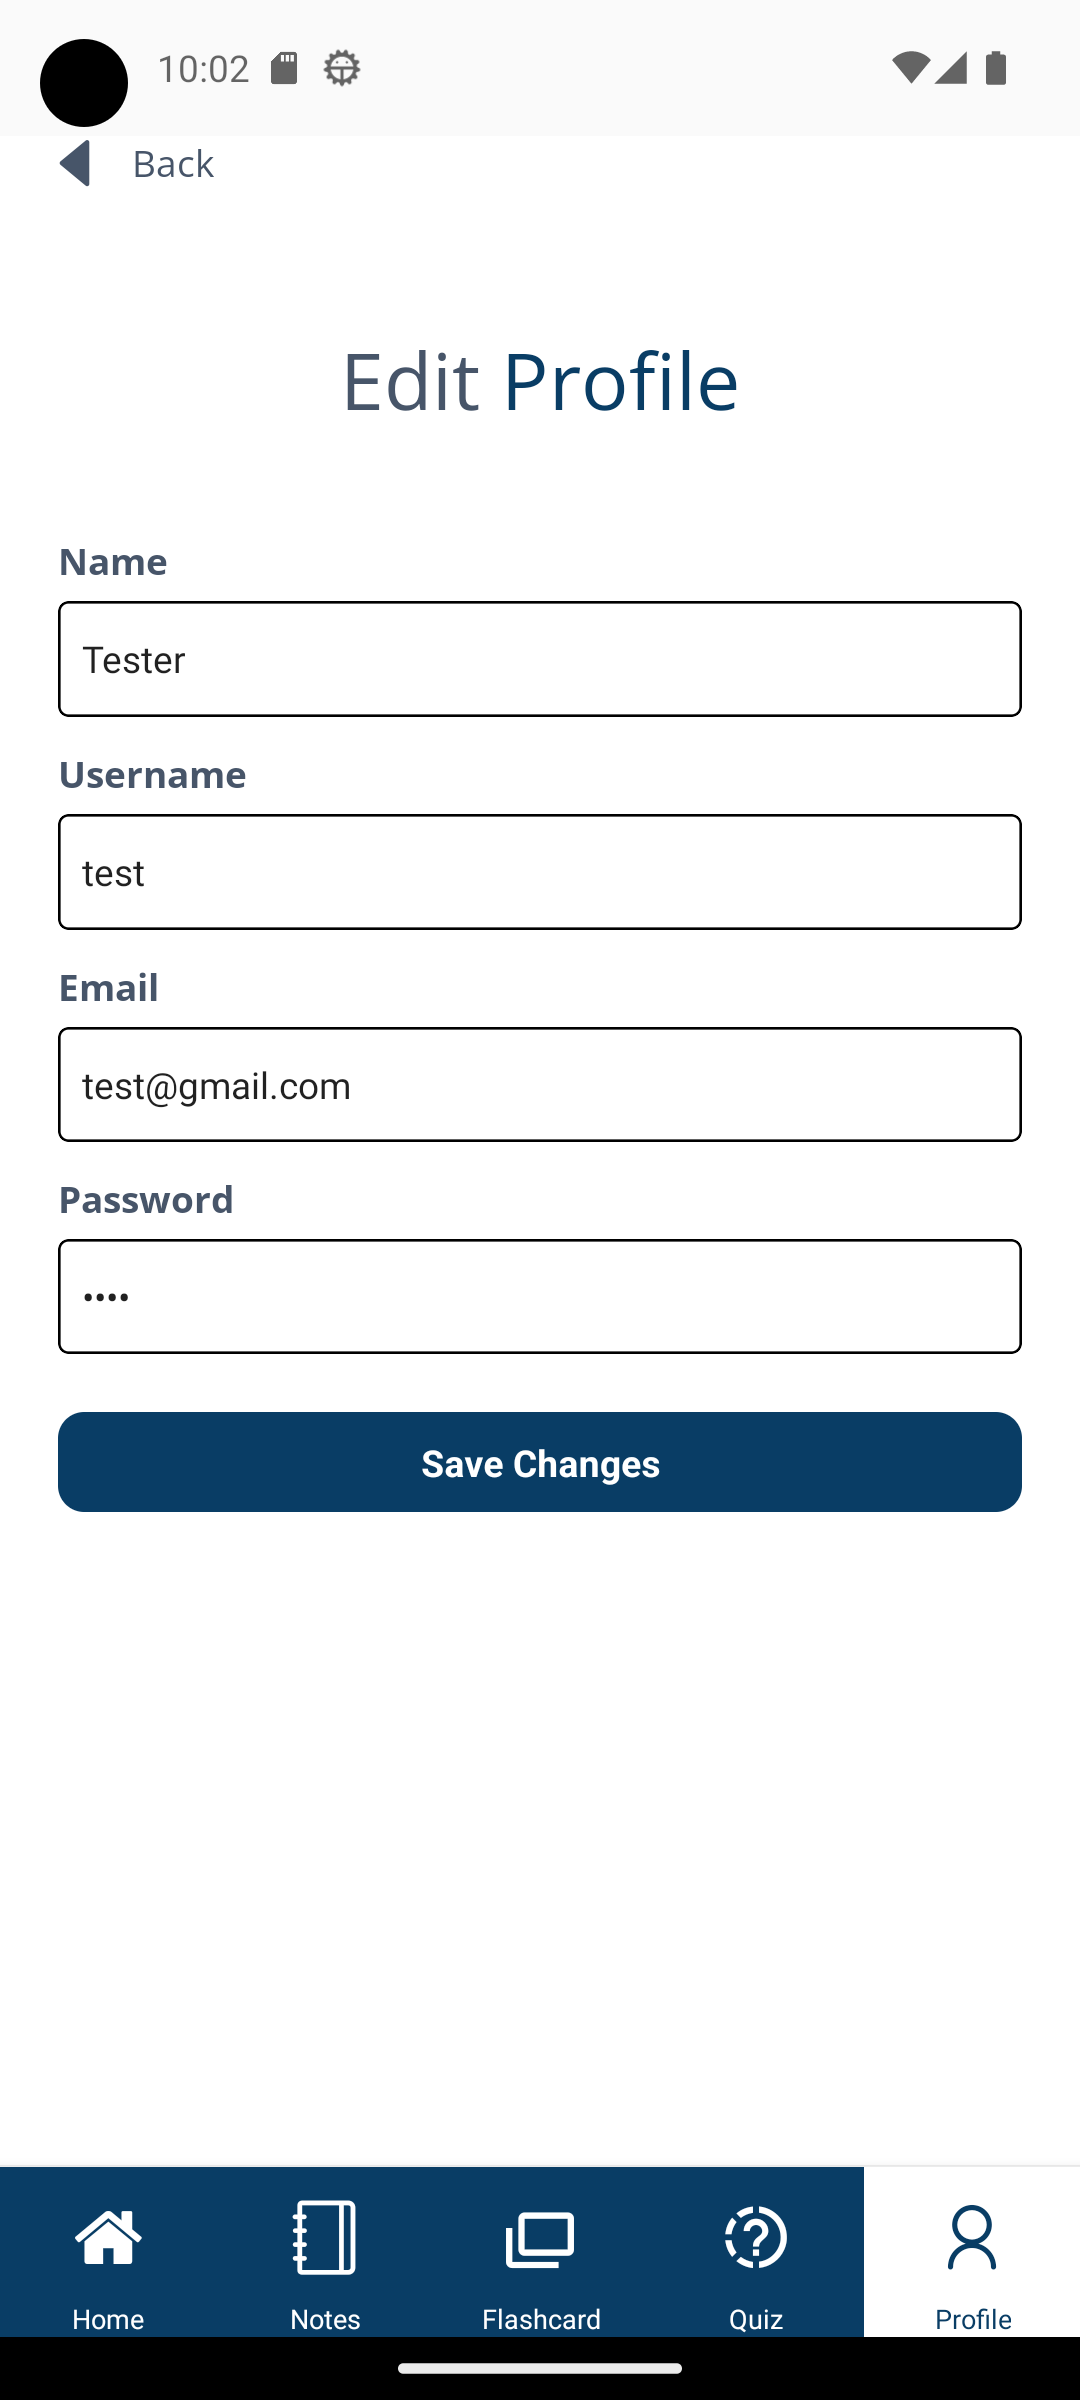 10:02
Back
Edit Profile
Name
Tester
Username
test
Email
test@gmail.com
Password
••••
Save Changes
Home Notes Flashcard Quiz Profile